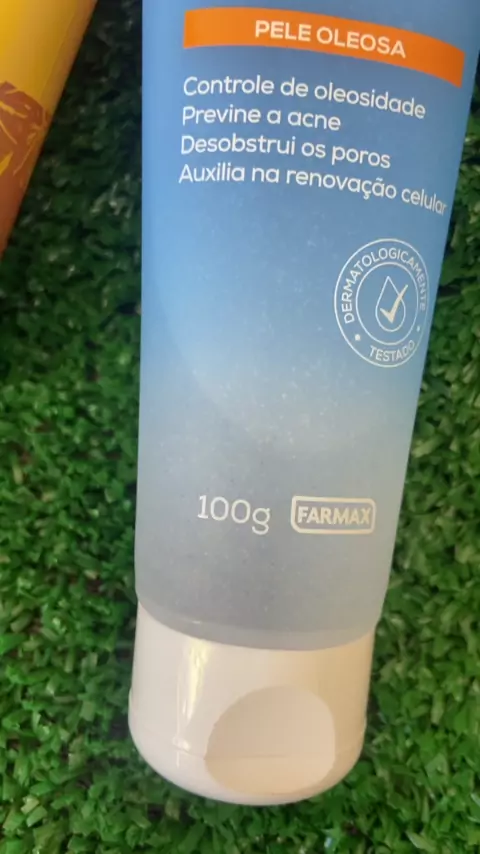 PELE OLEOSA
Controle de oleosidade
Previne a acne
Desobstrui os poros
Auxilia na renovação celular
DERMATOLOGICAMENTE
TESTADO
100g FARMAX